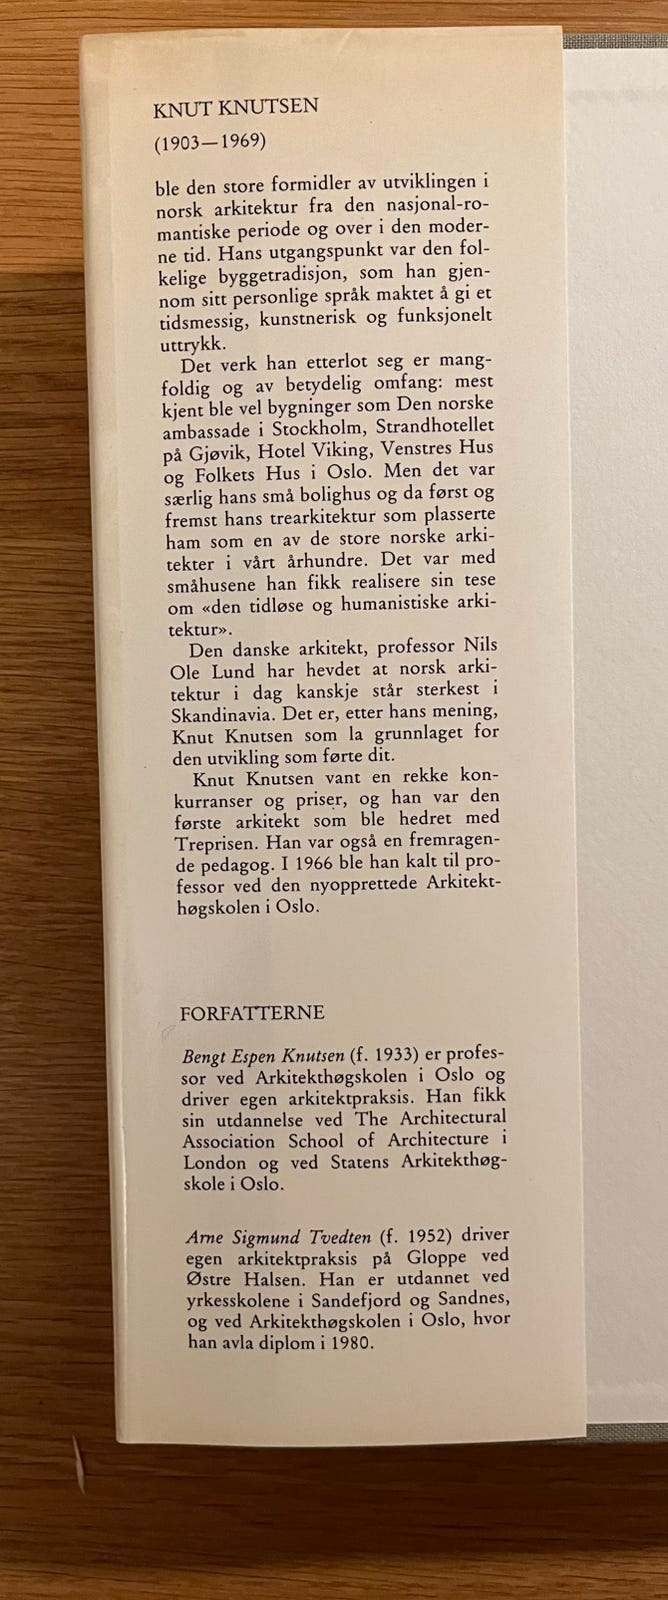 KNUT KNUTSEN
(1903—1969)
ble den store formidler av utviklingen i
norsk arkitektur fra den nasjonal-ro-
mantiske periode og over i den moder-
ne tid. Hans utgangspunkt var den fol-
kelige byggetradisjon, som han gjen-
nom sitt personlige språk maktet å gi et
tidsmessig, kunstnerisk og funksjonelt
uttrykk.
Det verk han etterlot seg er mang-
foldig og av betydelig omfang: mest
kjent ble vel bygninger som Den norske
ambassade i Stockholm, Strandhotellet
på Gjøvik, Hotel Viking, Venstres Hus
og Folkets Hus i Oslo. Men det var
særlig hans små bolighus og da først og
fremst hans trearkitektur som plasserte
ham som en av de store norske arki-
tekter i vårt århundre. Det var med
småhusene han fikk realisere sin tese
om «den tidløse og humanistiske arki-
tektur».
Den danske arkitekt, professor Nils
Ole Lund har hevdet at norsk arki-
tektur i dag kanskje står sterkest i
Skandinavia. Det er, etter hans mening,
Knut Knutsen som la grunnlaget for
den utvikling som førte dit.
Knut Knutsen vant en rekke kon-
kurranser og priser, og han var den
første arkitekt som ble hedret med
Treprisen. Han var også en fremragen-
de pedagog. I 1966 ble han kalt til pro-
fessor ved den nyopprettede Arkitekt-
høgskolen i Oslo.
FORFATTERNE
Bengt Espen Knutsen (f. 1933) er profes-
sor ved Arkitekthøgskolen i Oslo og
driver egen arkitektpraksis. Han fikk
sin utdannelse ved The Architectural
Association School of Architecture i
London og ved Statens Arkitekthøg-
skole i Oslo.
Arne Sigmund Tvedten (f. 1952) driver
egen arkitektpraksis på Gloppe ved
Østre Halsen. Han er utdannet ved
yrkesskolene i Sandefjord og Sandnes,
og ved Arkitekthøgskolen i Oslo, hvor
han avla diplom i 1980.